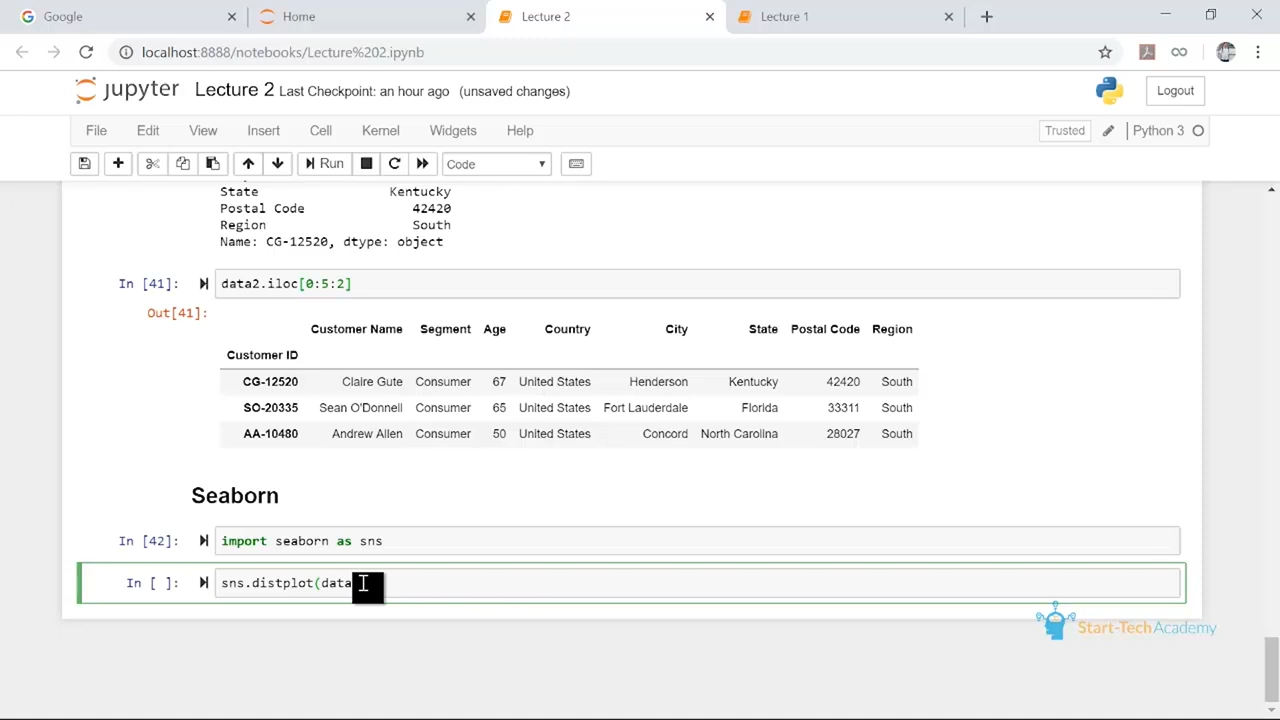 Google
Home
Lecture 2
Lecture 1
localhost:8888/notebooks/Lecture%202.ipynb
jupyter Lecture 2 Last Checkpoint: an hour ago (unsaved changes)
Logout
File Edit View Insert Cell Kernel Widgets Help
Trusted
Python 3
Run
Code
State Kentucky
Postal Code 42420
Region South
Name: CG-12520, dtype: object
In [41]: data2.iloc[0:5:2]
Out[41]:
Customer Name Segment Age Country City State Postal Code Region
Customer ID
CG-12520 Claire Gute Consumer 67 United States Henderson Kentucky 42420 South
SO-20335 Sean O'Donnell Consumer 65 United States Fort Lauderdale Florida 33311 South
AA-10480 Andrew Allen Consumer 50 United States Concord North Carolina 28027 South
Seaborn
In [42]: import seaborn as sns
In [ ]: sns.distplot(data
Start-TechAcademy